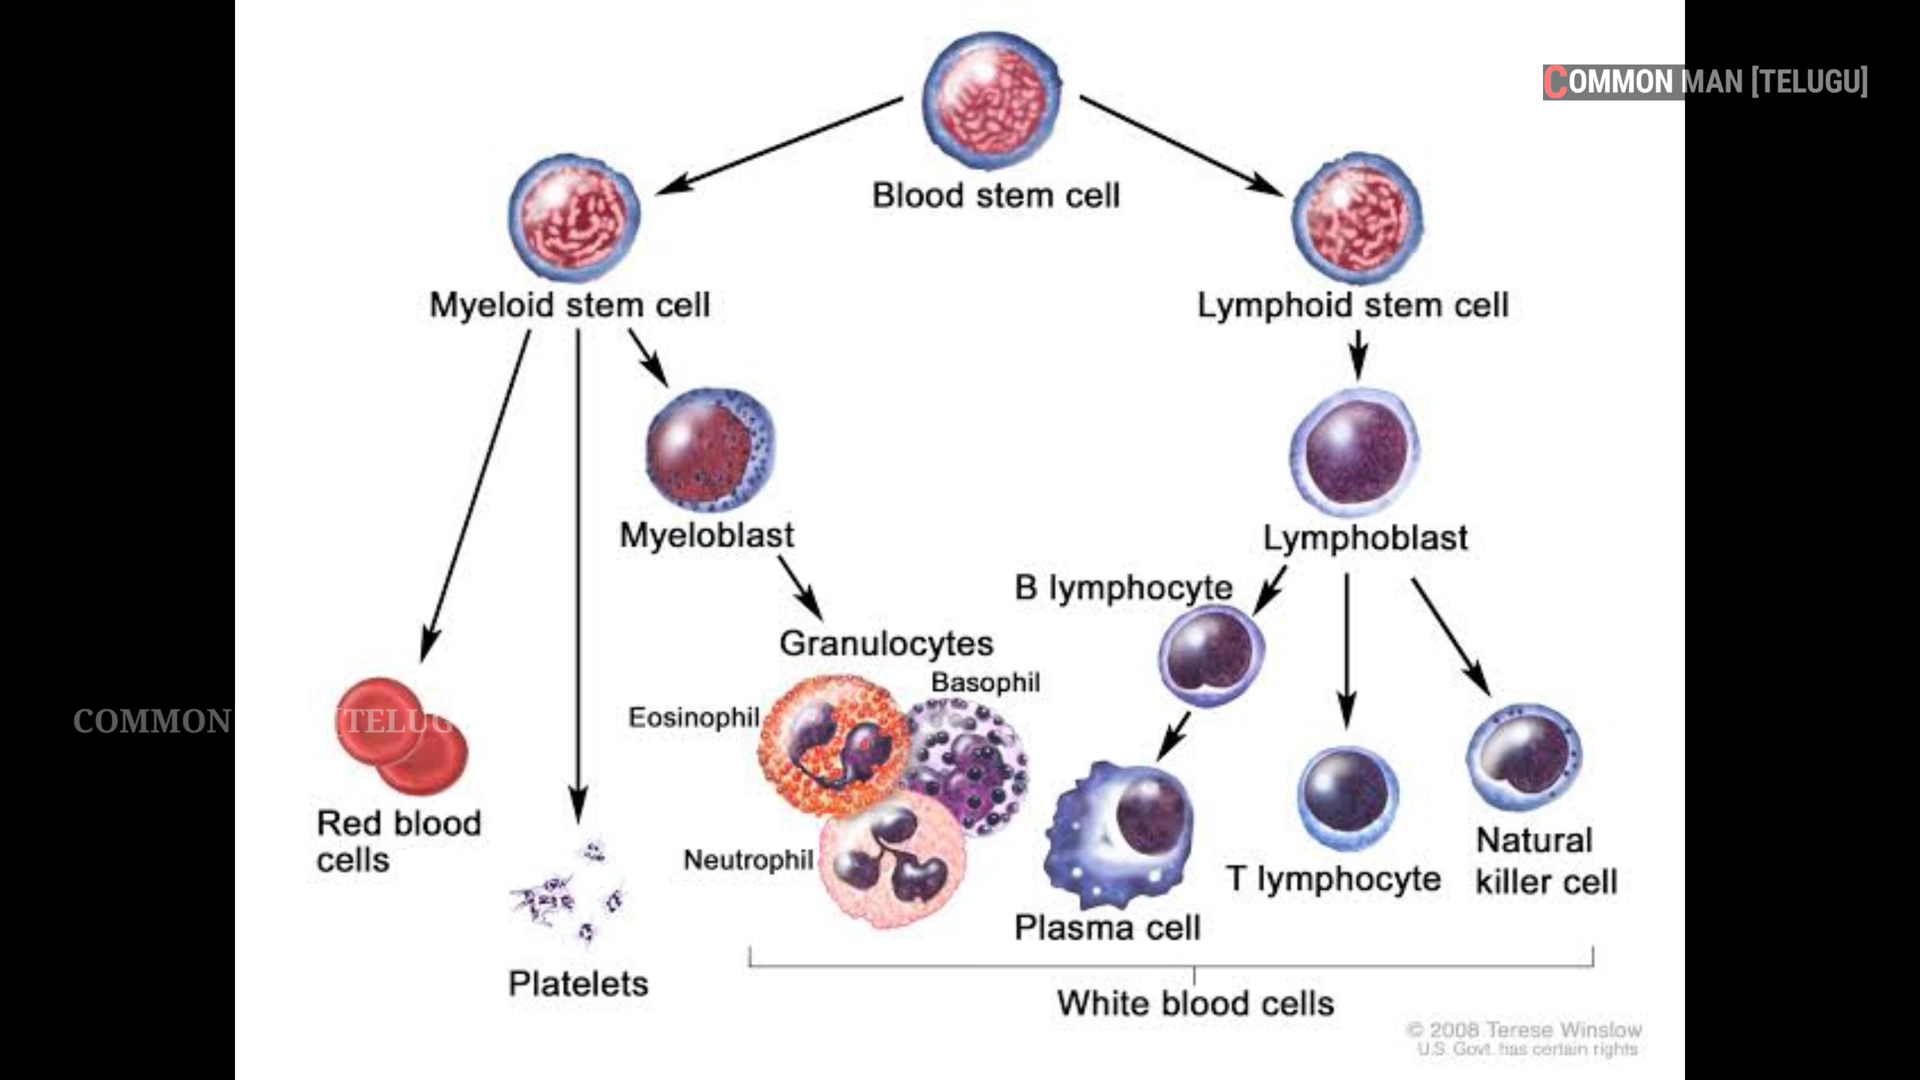 COMMON MAN [TELUGU]
Blood stem cell
Myeloid stem cell
Lymphoid stem cell
Myeloblast
Lymphoblast
B lymphocyte
Granulocytes
Basophil
Eosinophil
COMMON [TELUG
Red blood
cells
Neutrophil
Natural
killer cell
T lymphocyte
Plasma cell
Platelets
White blood cells
© 2008 Terese Winslow
U.S. Govt. has certain rights